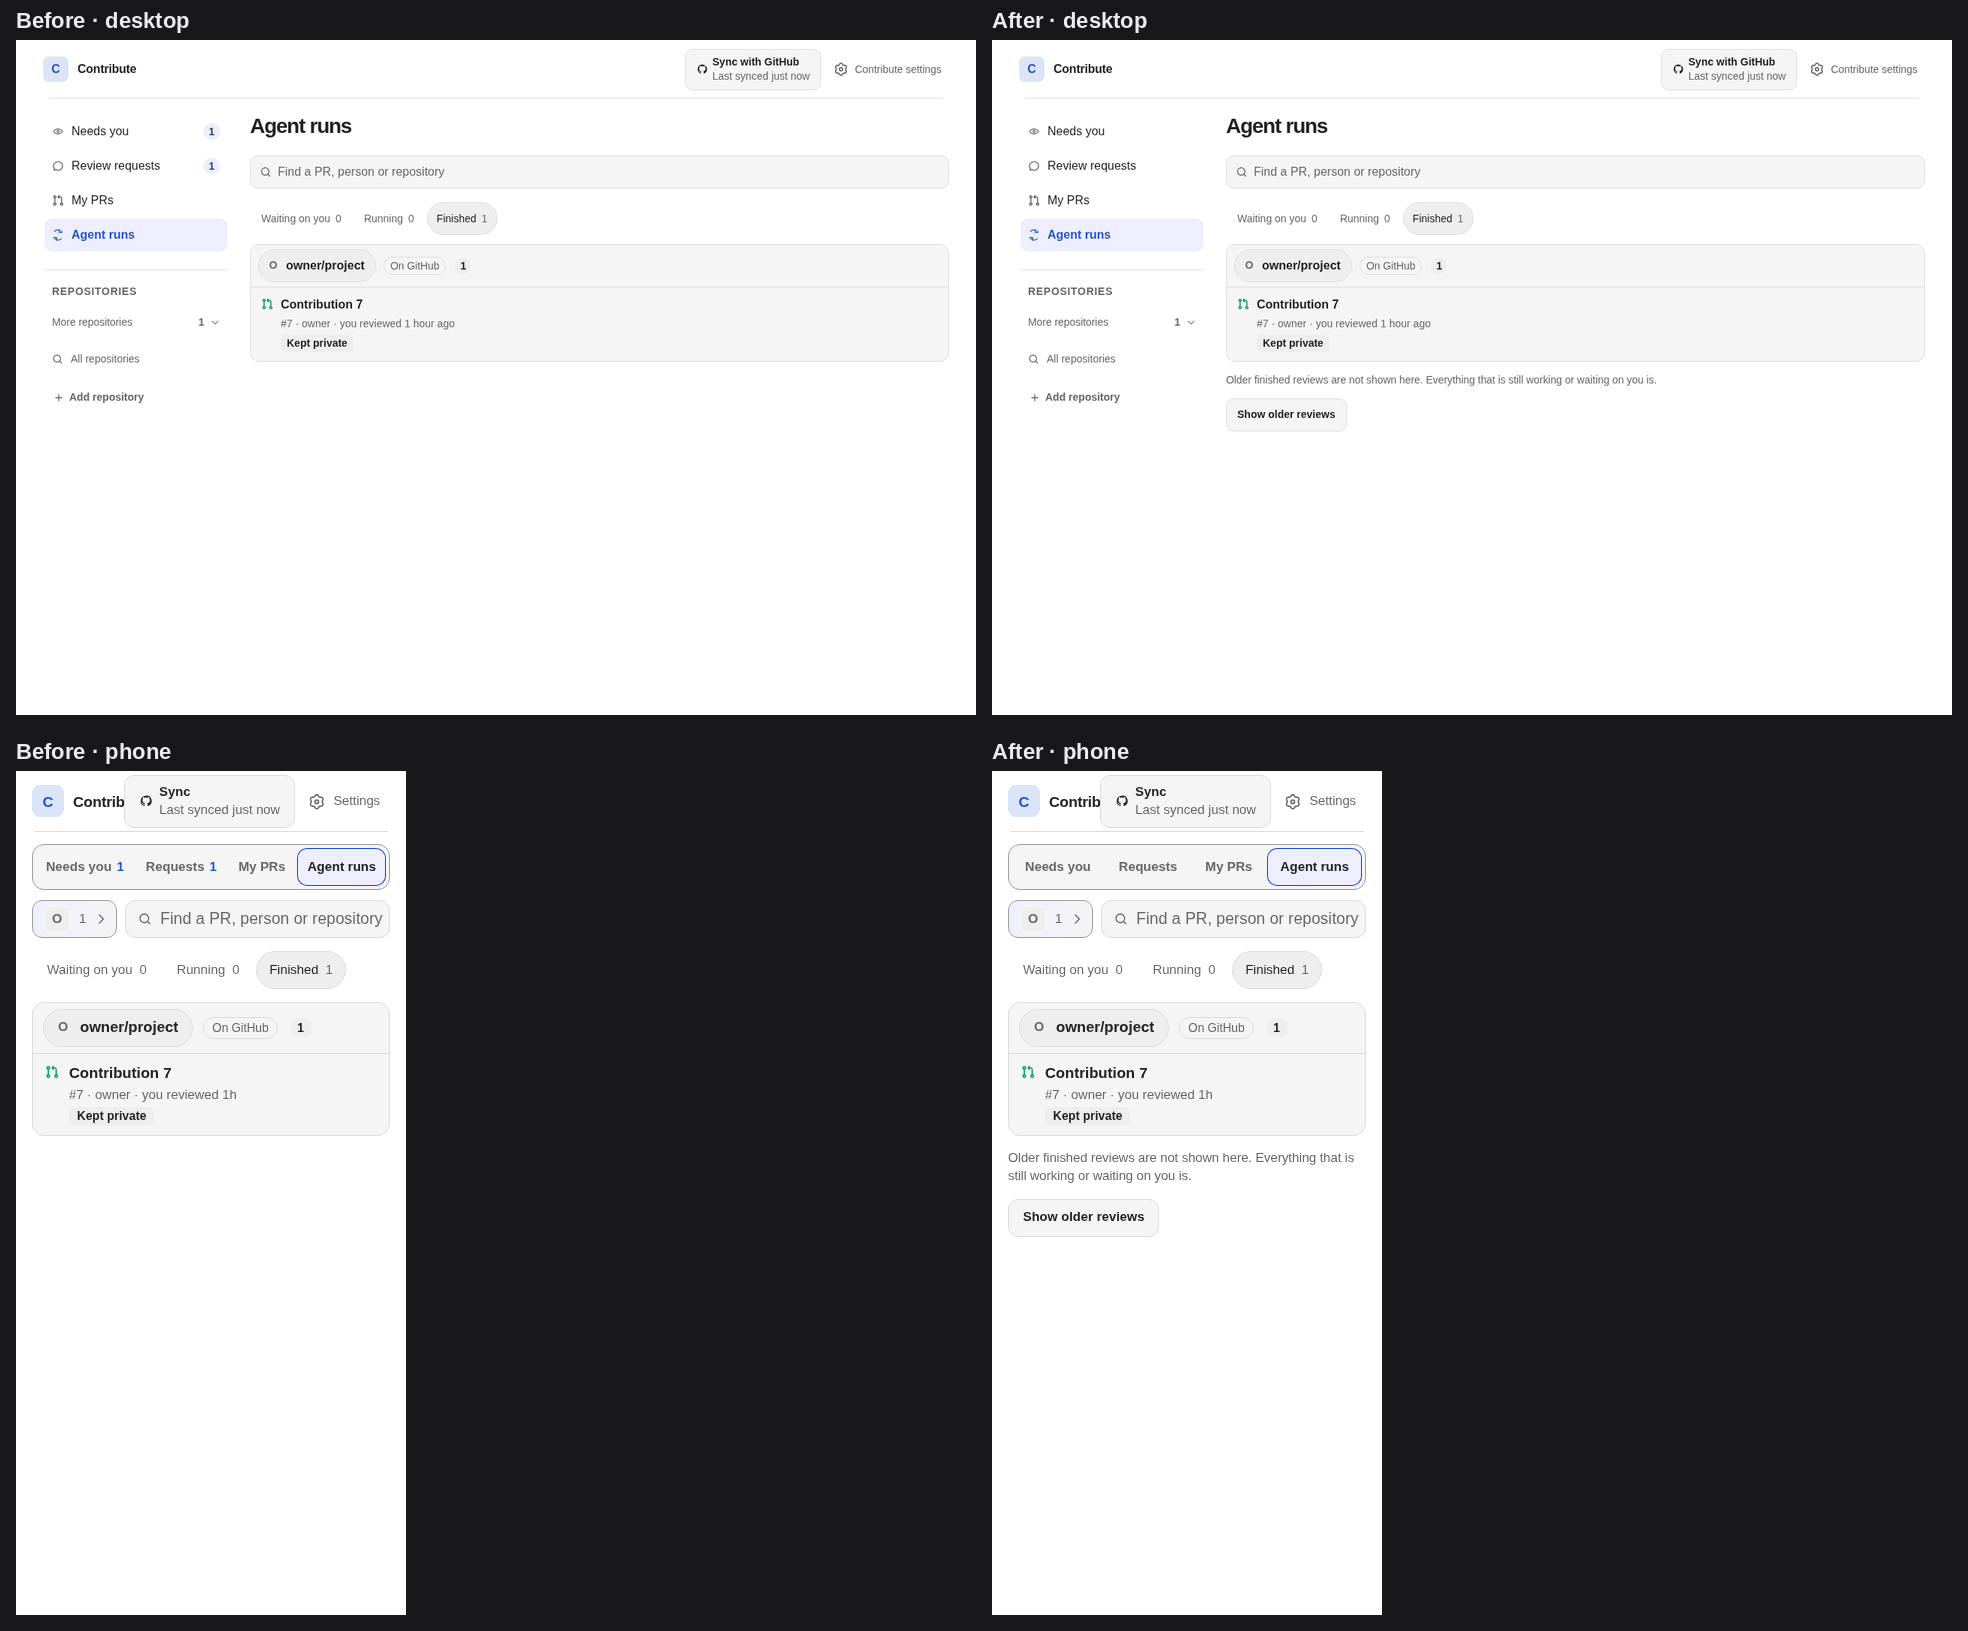 Before · desktop
C Contribute
Sync with GitHub
Last synced just now
Contribute settings
Needs you 1
Review requests 1
My PRs
Agent runs
REPOSITORIES
More repositories 1
All repositories
+ Add repository
Agent runs
Find a PR, person or repository
Waiting on you 0 Running 0 Finished 1
O owner/project On GitHub 1
Contribution 7
#7 · owner · you reviewed 1 hour ago
Kept private
After · desktop
C Contribute
Sync with GitHub
Last synced just now
Contribute settings
Needs you
Review requests
My PRs
Agent runs
REPOSITORIES
More repositories 1
All repositories
+ Add repository
Agent runs
Find a PR, person or repository
Waiting on you 0 Running 0 Finished 1
O owner/project On GitHub 1
Contribution 7
#7 · owner · you reviewed 1 hour ago
Kept private
Older finished reviews are not shown here. Everything that is still working or waiting on you is.
Show older reviews
Before · phone
C Contrib
Sync
Last synced just now
Settings
Needs you 1 Requests 1 My PRs Agent runs
O 1
Find a PR, person or repository
Waiting on you 0 Running 0 Finished 1
O owner/project On GitHub 1
Contribution 7
#7 · owner · you reviewed 1h
Kept private
After · phone
C Contrib
Sync
Last synced just now
Settings
Needs you Requests My PRs Agent runs
O 1
Find a PR, person or repository
Waiting on you 0 Running 0 Finished 1
O owner/project On GitHub 1
Contribution 7
#7 · owner · you reviewed 1h
Kept private
Older finished reviews are not shown here. Everything that is
still working or waiting on you is.
Show older reviews